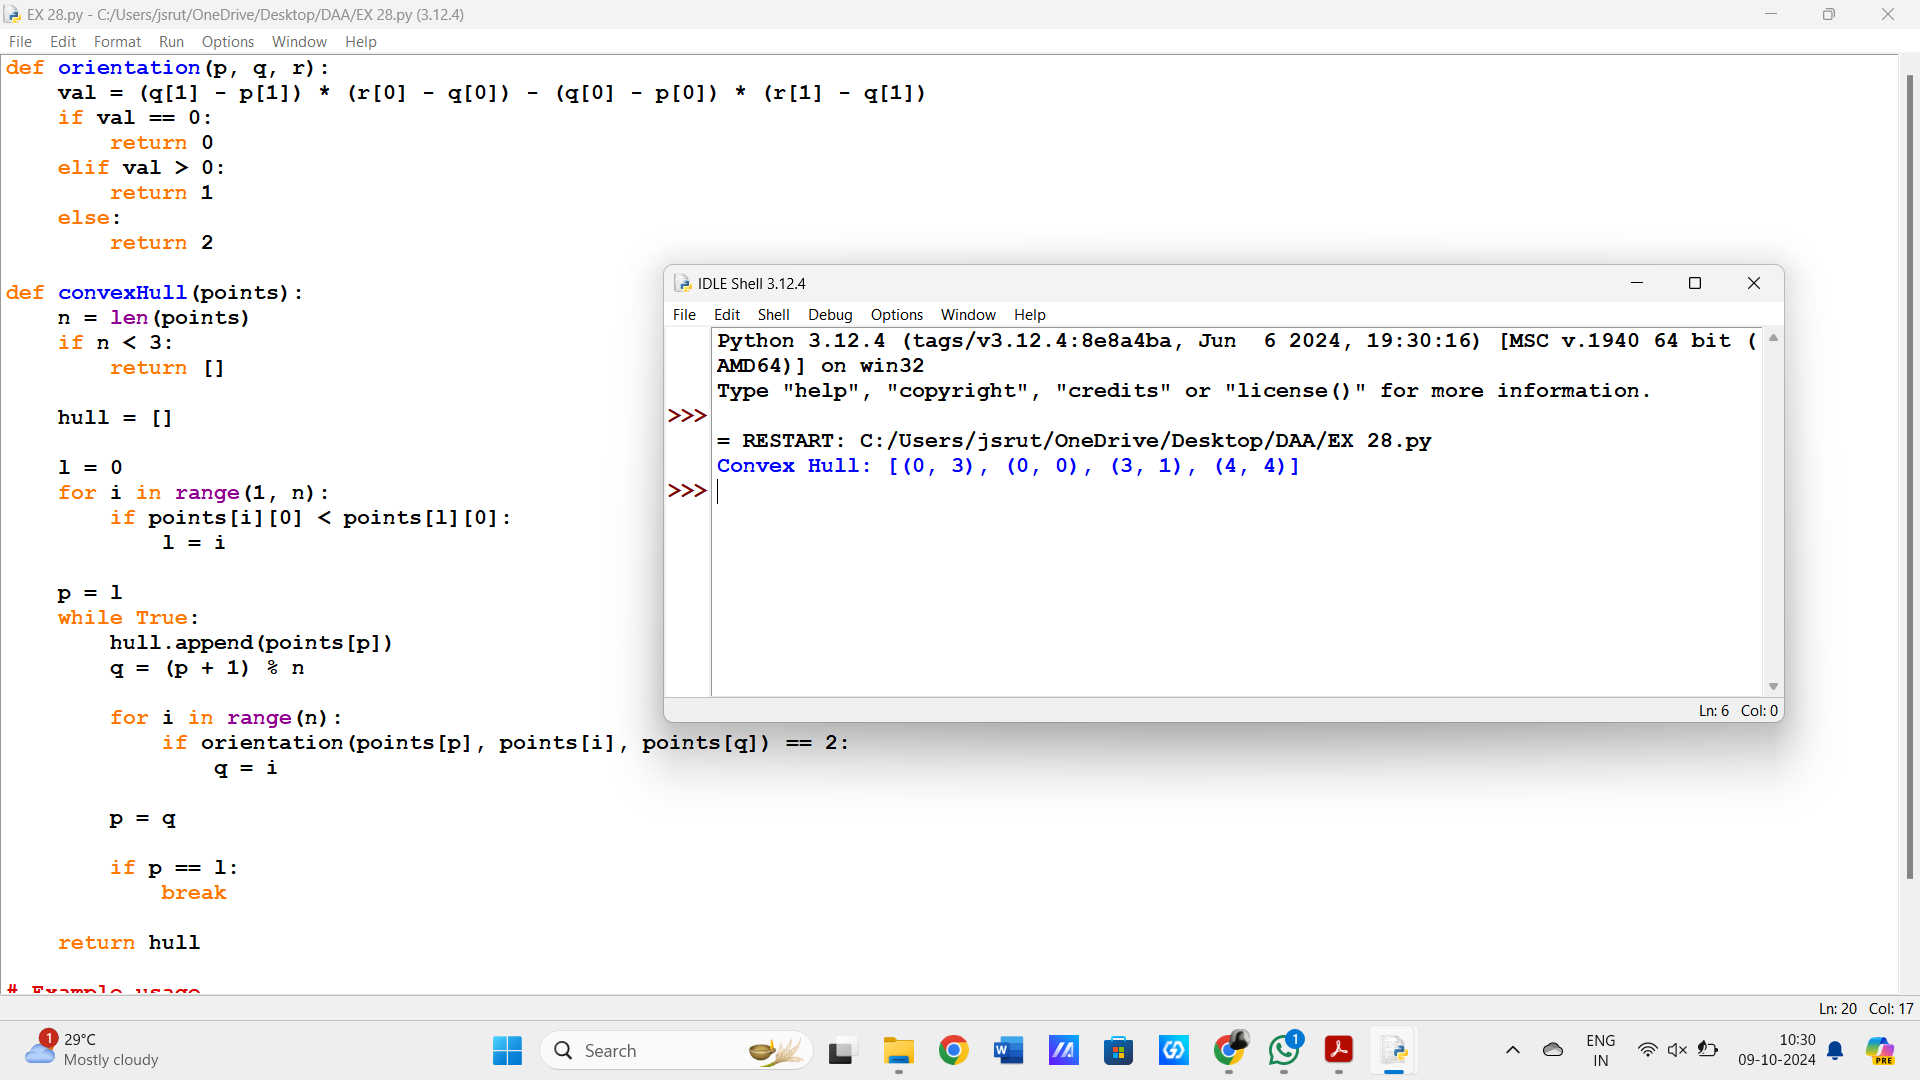 EX 28.py - C:/Users/jsrut/OneDrive/Desktop/DAA/EX 28.py (3.12.4)
File Edit Format Run Options Window Help
def orientation(p, q, r):
    val = (q[1] - p[1]) * (r[0] - q[0]) - (q[0] - p[0]) * (r[1] - q[1])
    if val == 0:
        return 0
    elif val > 0:
        return 1
    else:
        return 2
def convexHull(points):
    n = len(points)
    if n < 3:
        return []
    hull = []
    l = 0
    for i in range(1, n):
        if points[i][0] < points[l][0]:
            l = i
    p = l
    while True:
        hull.append(points[p])
        q = (p + 1) % n
        for i in range(n):
            if orientation(points[p], points[i], points[q]) == 2:
                q = i
        p = q
        if p == l:
            break
    return hull
# Example usage
Ln: 20 Col: 17
IDLE Shell 3.12.4
File Edit Shell Debug Options Window Help
Python 3.12.4 (tags/v3.12.4:8e8a4ba, Jun  6 2024, 19:30:16) [MSC v.1940 64 bit (
AMD64)] on win32
Type "help", "copyright", "credits" or "license()" for more information.
>>>
= RESTART: C:/Users/jsrut/OneDrive/Desktop/DAA/EX 28.py
Convex Hull: [(0, 3), (0, 0), (3, 1), (4, 4)]
>>>
Ln: 6 Col: 0
1
29°C
Mostly cloudy
Search
W
1
ENG
IN
10:30
09-10-2024
PRE